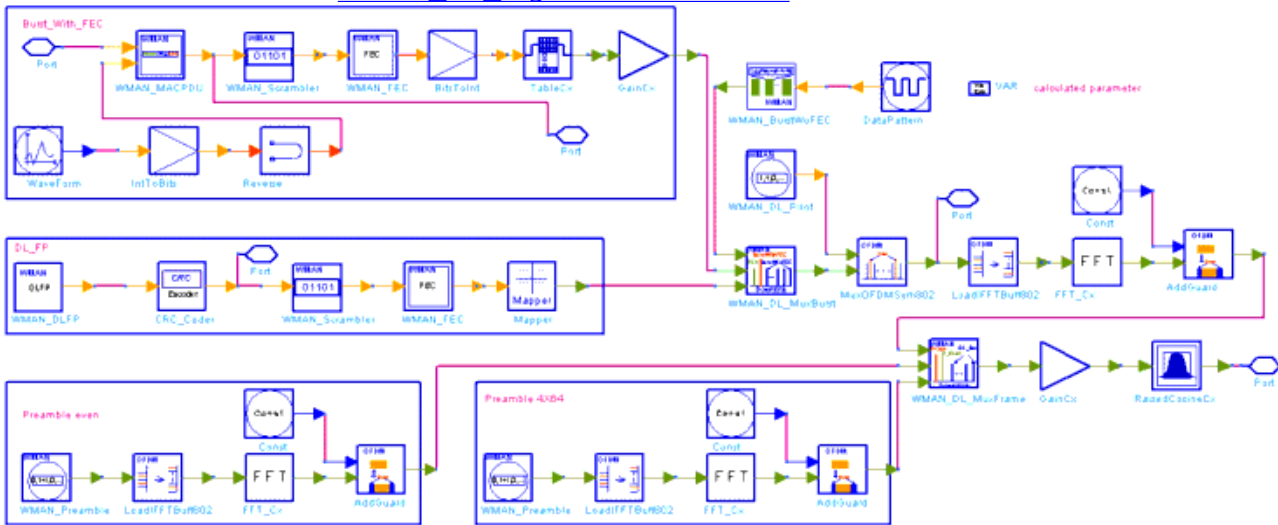 Burst_With_FEC
Port
WMAN_MACPDU
01101
WMAN_Scrambler
FEC
WMAN_FEC
BitsToInt
TableCx
GainCx
Port
WaveForm
IntToBits
Reverse
WMAN_BurstWoFEC
DataPattern
VAR
calculated parameter
WMAN_DL_Pilot
Port
Const
Const
DL_FP
WMAN
DLFP
WMAN_DLFP
CRC
Encoder
CRC_Coder
Port
WMAN
01101
WMAN_Scrambler
FEC
WMAN_FEC
Mapper
Mapper
WMAN_DL_MuxBurst
MuxOFDMSym802
LoadIFFTBuff802
FFT
FFT_Cx
AddGuard
WMAN_DL_MuxFrame
GainCx
RaisedCosineCx
Port
Preamble even
Const
Const
WMAN_Preamble
LoadIFFTBuff802
FFT
FFT_Cx
AddGuard
Preamble 4X64
Const
Const
WMAN_Preamble
LoadIFFTBuff802
FFT
FFT_Cx
AddGuard